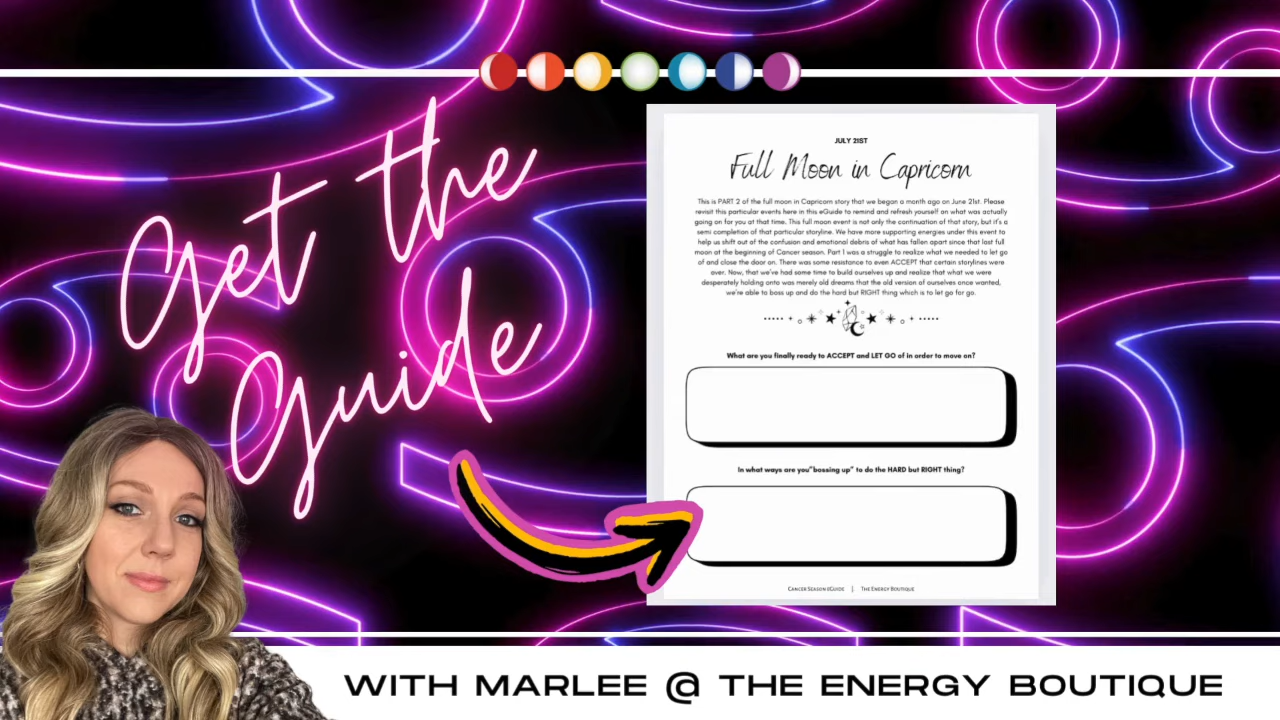 Get the
Guide
JULY 21ST
Full Moon in Capricorn
This is PART 2 of the full moon in Capricorn story that we began a month ago on June 21st. Please
revisit this particular events here in this eGuide to remind and refresh yourself on what was actually
going on for you at that time. This full moon event is not only the continuation of that story, but it's a
semi completion of that particular storyline. We have more supporting energies under this event to
help us shift out of the confusion and emotional debris of what has fallen apart since that last full
moon at the beginning of Cancer season. Part 1 was a struggle to realize what we needed to let go
of and close the door on. There was some resistance to even ACCEPT that certain storylines were
over. Now, that we've had some time to build ourselves up and realize that what we were
desperately holding onto was merely old dreams that the old version of ourselves once wanted,
we're able to boss up and do the hard but RIGHT thing which is to let go for go.
What are you finally ready to ACCEPT and LET GO of in order to move on?
In what ways are you"bossing up" to do the HARD but RIGHT thing?
CANCER SEASON EGUIDE | THE ENERGY BOUTIQUE
WITH MARLEE @ THE ENERGY BOUTIQUE